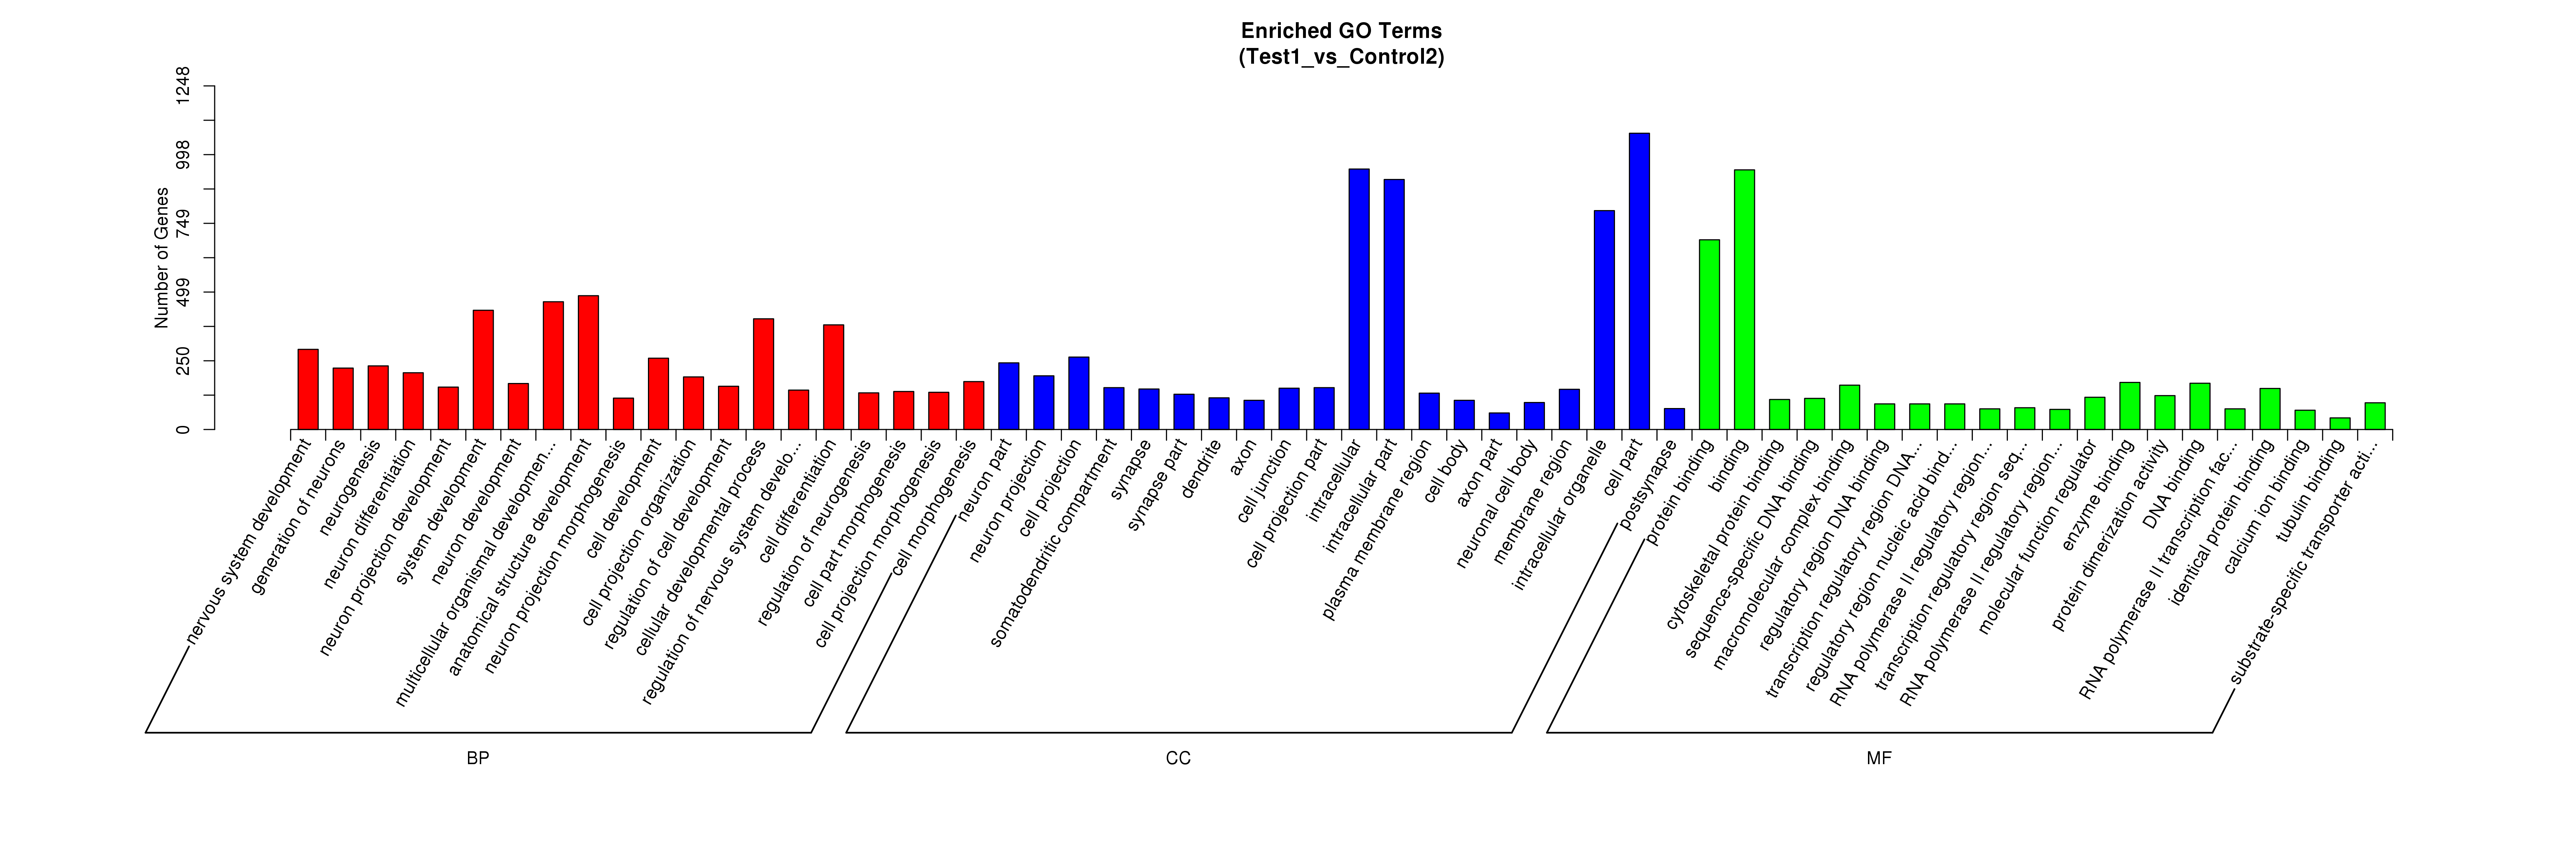 Enriched GO Terms
(Test1_vs_Control2)
Number of Genes
1248
998
749
499
250
0
nervous system development
generation of neurons
neurogenesis
neuron differentiation
neuron projection development
system development
neuron development
multicellular organismal developmen...
anatomical structure development
neuron projection morphogenesis
cell development
cell projection organization
regulation of cell development
cellular developmental process
regulation of nervous system develo...
cell differentiation
regulation of neurogenesis
cell part morphogenesis
cell projection morphogenesis
cell morphogenesis
neuron part
neuron projection
cell projection
somatodendritic compartment
synapse
synapse part
dendrite
axon
cell junction
cell projection part
intracellular
intracellular part
plasma membrane region
cell body
axon part
neuronal cell body
membrane region
intracellular organelle
cell part
postsynapse
protein binding
binding
cytoskeletal protein binding
sequence-specific DNA binding
macromolecular complex binding
regulatory region DNA binding
transcription regulatory region DNA...
regulatory region nucleic acid bind...
RNA polymerase II regulatory region...
transcription regulatory region seq...
RNA polymerase II regulatory region...
molecular function regulator
enzyme binding
protein dimerization activity
DNA binding
RNA polymerase II transcription fac...
identical protein binding
calcium ion binding
tubulin binding
substrate-specific transporter acti...
BP
CC
MF